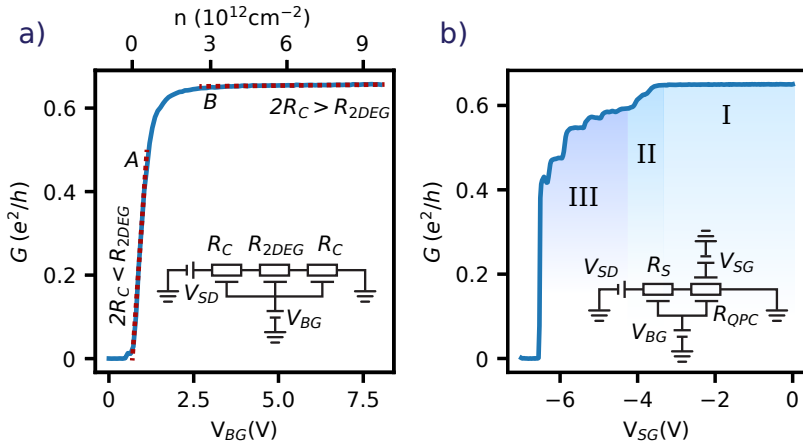 a)
n (10¹²cm⁻²)
0 3 6 9
G (e²/h)
0.6
0.4
0.2
0
A
B
2R_C > R_2DEG
2R_C < R_2DEG
R_C R_2DEG R_C
V_SD
V_BG
0.0 2.5 5.0 7.5
V_BG(V)
b)
G (e²/h)
0.6
0.4
0.2
0
I
II
III
V_SG
V_SD R_S
R_QPC
V_BG
−6 −4 −2 0
V_SG(V)